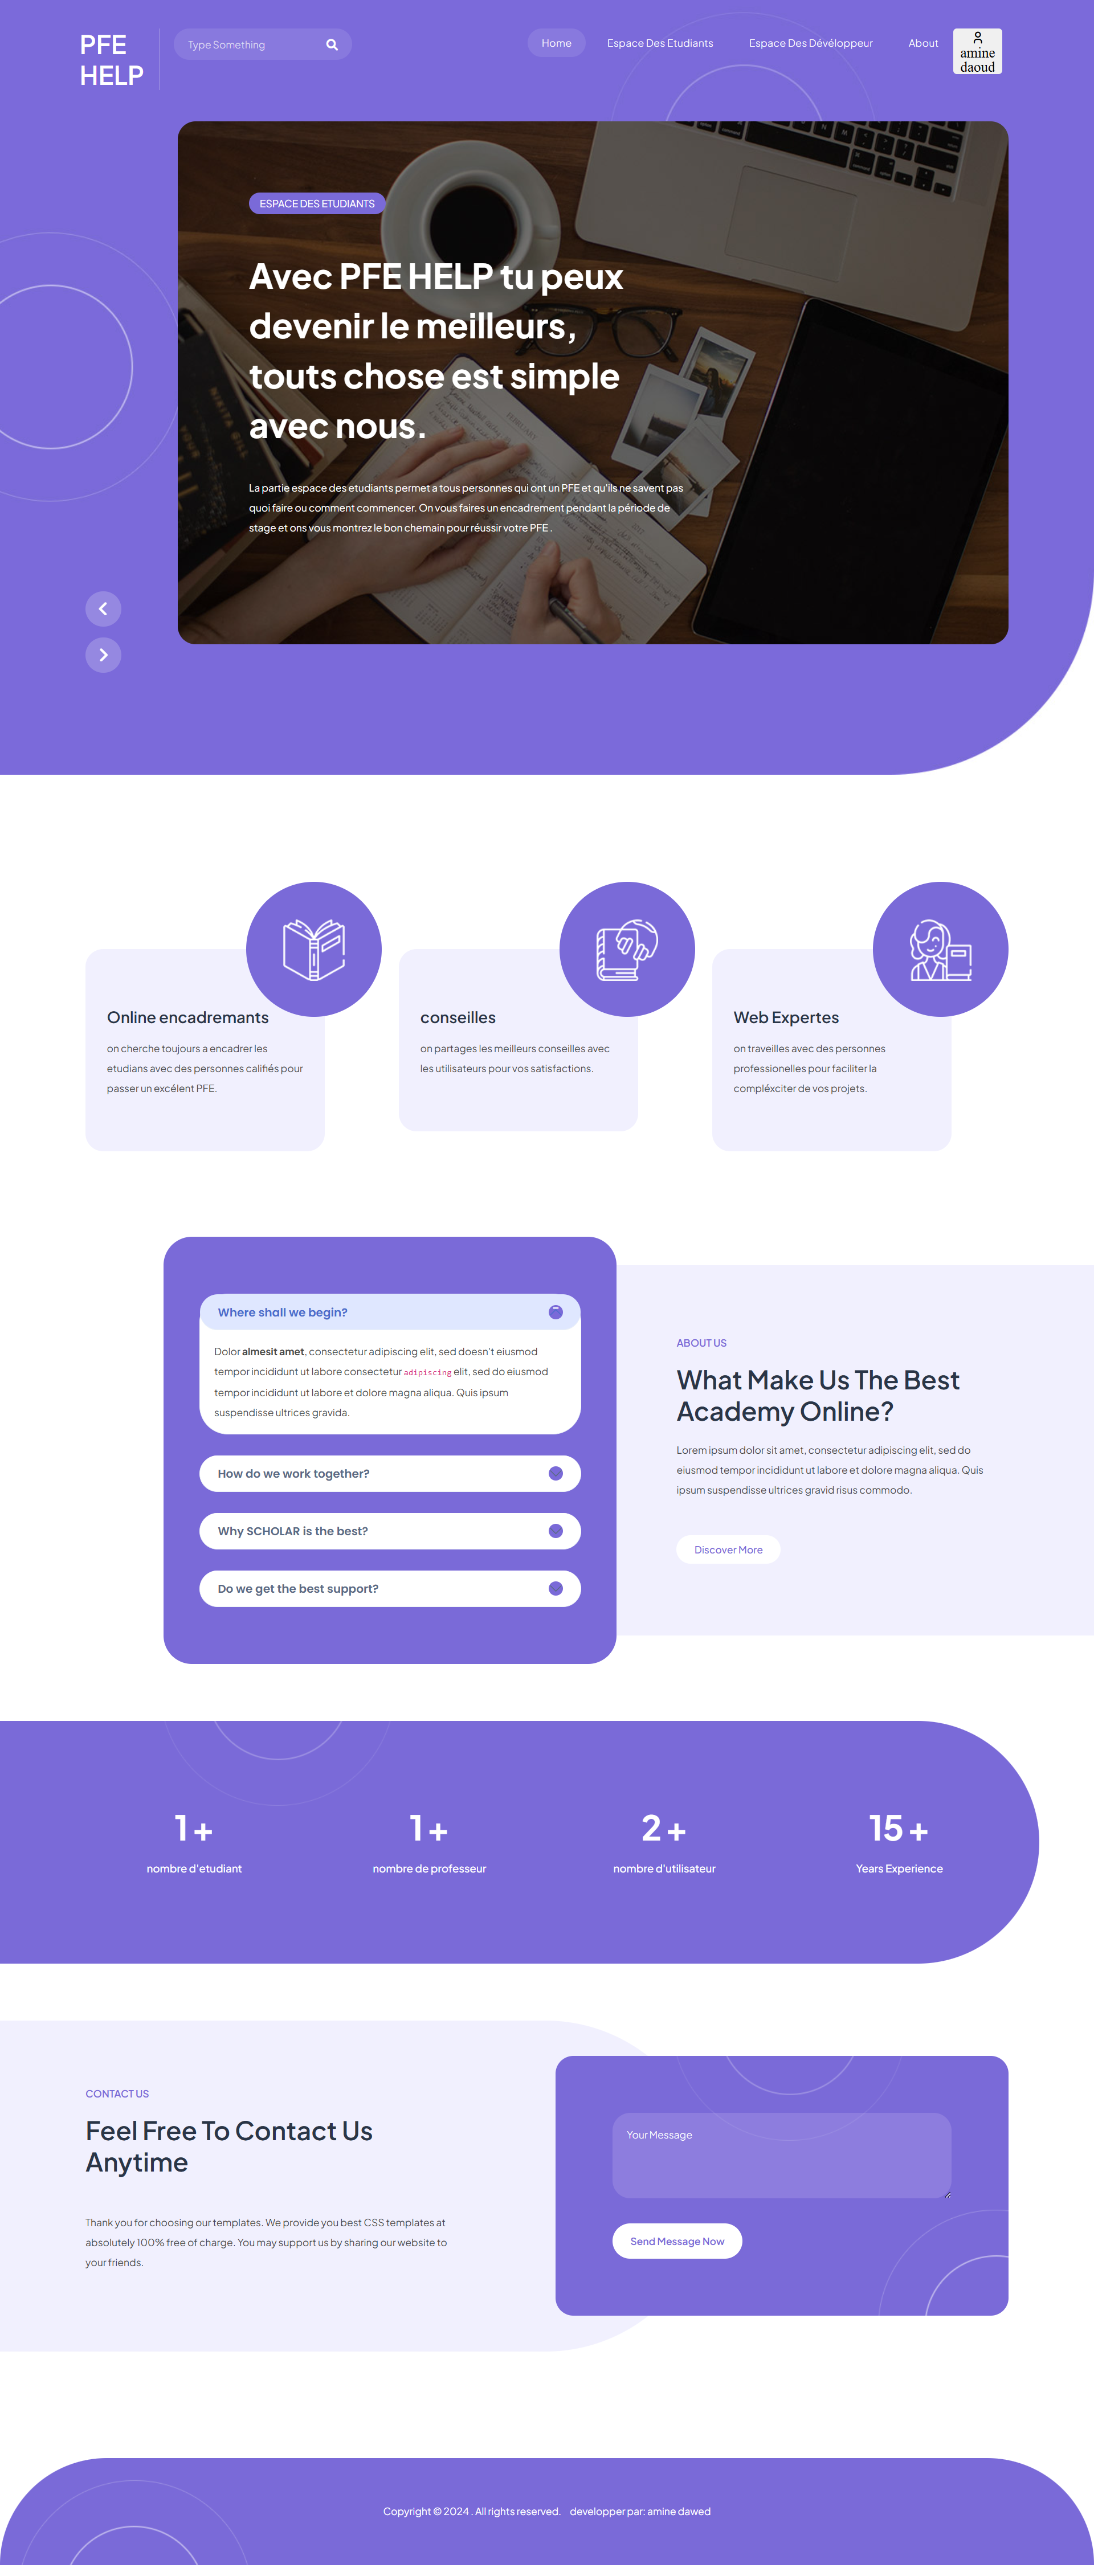 PFE
HELP
Type Something
Home
Espace Des Etudiants
Espace Des Dévéloppeur
About
amine
daoud
ESPACE DES ETUDIANTS
Avec PFE HELP tu peux
devenir le meilleurs,
touts chose est simple
avec nous.
La partie espace des etudiants permet a tous personnes qui ont un PFE et qu'ils ne savent pas
quoi faire ou comment commencer. On vous faires un encadrement pendant la période de
stage et ons vous montrez le bon chemain pour réussir votre PFE .
Online encadremants
on cherche toujours a encadrer les
etudians avec des personnes califiés pour
passer un excélent PFE.
conseilles
on partages les meilleurs conseilles avec
les utilisateurs pour vos satisfactions.
Web Expertes
on traveilles avec des personnes
professionelles pour faciliter la
compléxciter de vos projets.
Where shall we begin?
Dolor almesit amet, consectetur adipiscing elit, sed doesn't eiusmod
tempor incididunt ut labore consectetur adipiscing elit, sed do eiusmod
tempor incididunt ut labore et dolore magna aliqua. Quis ipsum
suspendisse ultrices gravida.
How do we work together?
Why SCHOLAR is the best?
Do we get the best support?
ABOUT US
What Make Us The Best
Academy Online?
Lorem ipsum dolor sit amet, consectetur adipiscing elit, sed do
eiusmod tempor incididunt ut labore et dolore magna aliqua. Quis
ipsum suspendisse ultrices gravid risus commodo.
Discover More
1 +
nombre d'etudiant
1 +
nombre de professeur
2 +
nombre d'utilisateur
15 +
Years Experience
CONTACT US
Feel Free To Contact Us
Anytime
Thank you for choosing our templates. We provide you best CSS templates at
absolutely 100% free of charge. You may support us by sharing our website to
your friends.
Your Message
Send Message Now
Copyright © 2024 . All rights reserved. developper par: amine dawed